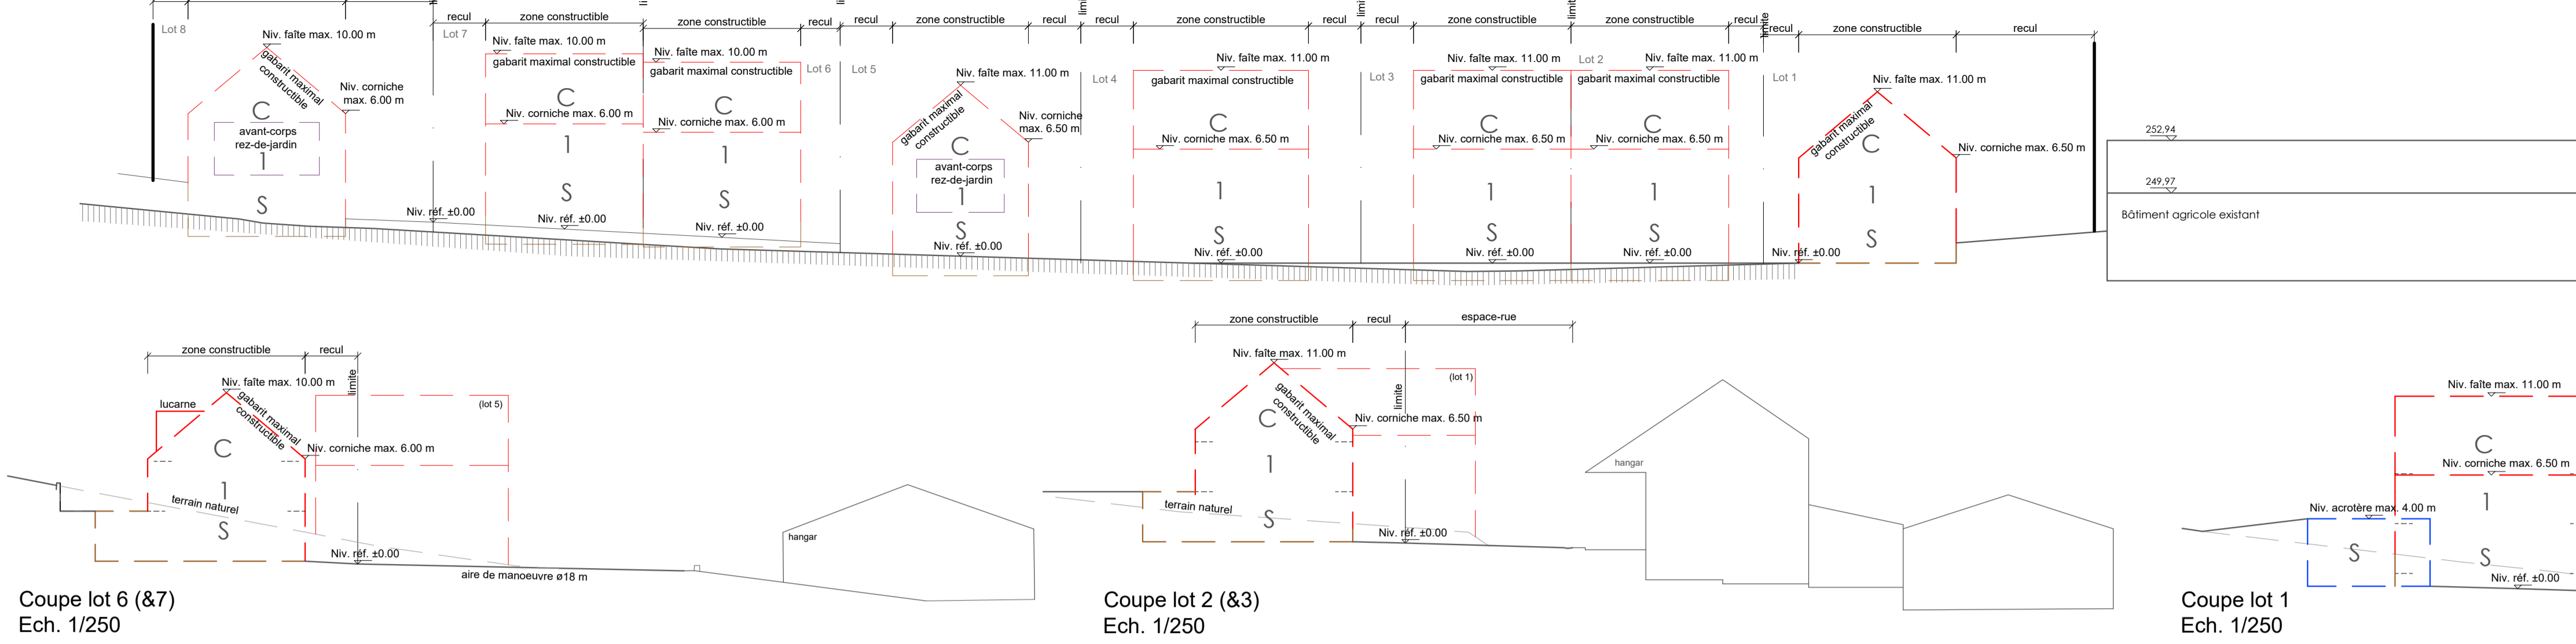 Lot 8
Niv. faîte max. 10.00 m
gabarit maximal
constructible
Niv. corniche
max. 6.00 m
C
avant-corps
rez-de-jardin
1
S
recul
zone constructible
Lot 7
Niv. faîte max. 10.00 m
gabarit maximal constructible
C
Niv. corniche max. 6.00 m
1
S
Niv. réf. ±0.00
Niv. réf. ±0.00
zone constructible
recul
Niv. faîte max. 10.00 m
gabarit maximal constructible
Lot 6
C
Niv. corniche max. 6.00 m
1
S
Niv. réf. ±0.00
recul
zone constructible
recul
Lot 5
Niv. faîte max. 11.00 m
gabarit maximal
constructible
Niv. corniche
max. 6.50 m
C
avant-corps
rez-de-jardin
1
S
Niv. réf. ±0.00
recul
zone constructible
recul
Lot 4
Niv. faîte max. 11.00 m
gabarit maximal constructible
C
Niv. corniche max. 6.50 m
1
S
Niv. réf. ±0.00
recul
zone constructible
Lot 3
Niv. faîte max. 11.00 m
gabarit maximal constructible
C
Niv. corniche max. 6.50 m
1
S
Niv. réf. ±0.00
limite
zone constructible
recul
Lot 2
Niv. faîte max. 11.00 m
gabarit maximal constructible
C
Niv. corniche max. 6.50 m
1
S
Niv. réf. ±0.00
limite
recul
zone constructible
recul
Lot 1
Niv. faîte max. 11.00 m
gabarit maximal
constructible
C
Niv. corniche max. 6.50 m
1
S
Niv. réf. ±0.00
252,94
249,97
Bâtiment agricole existant
zone constructible
recul
limite
Niv. faîte max. 10.00 m
lucarne
gabarit maximal
constructible
(lot 5)
C
Niv. corniche max. 6.00 m
1
terrain naturel
S
Niv. réf. ±0.00
aire de manoeuvre ø18 m
hangar
Coupe lot 6 (&7)
Ech. 1/250
zone constructible
recul
espace-rue
Niv. faîte max. 11.00 m
(lot 1)
limite
gabarit maximal
constructible
C
Niv. corniche max. 6.50 m
1
terrain naturel
S
Niv. réf. ±0.00
hangar
Coupe lot 2 (&3)
Ech. 1/250
Niv. faîte max. 11.00 m
C
Niv. corniche max. 6.50 m
1
Niv. acrotère max. 4.00 m
S
S
Niv. réf. ±0.00
Coupe lot 1
Ech. 1/250